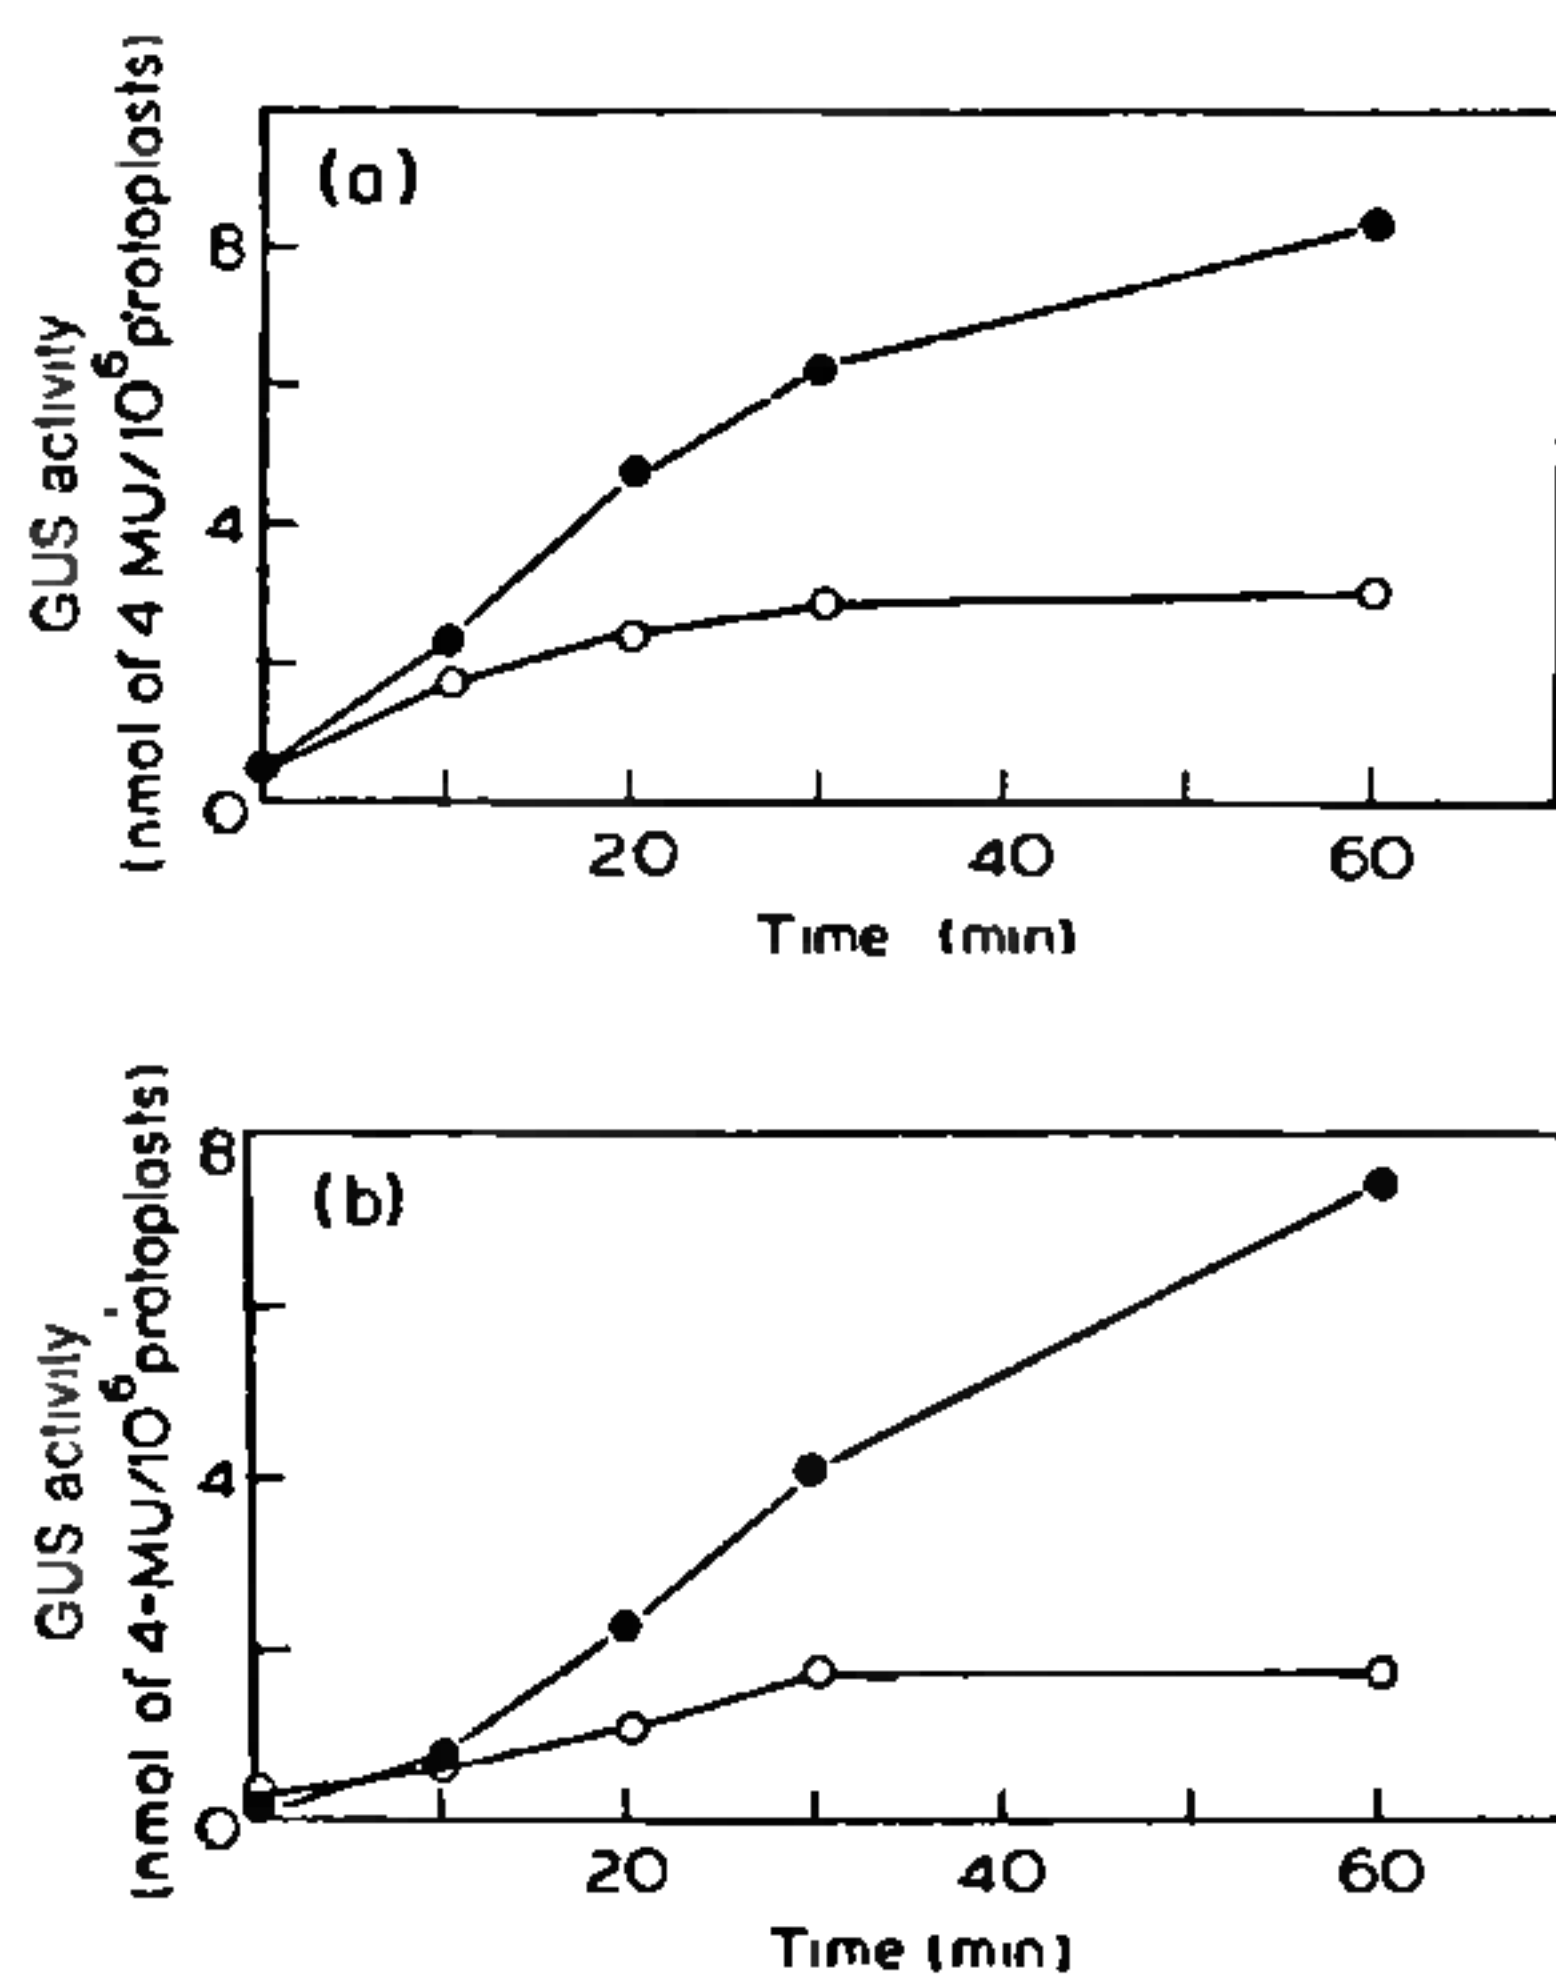 (a)
GUS activity
(nmol of 4 MU/10⁶ protoplasts)
8
4
0
20 40 60
Time (min)
(b)
GUS activity
(nmol of 4-MU/10⁶ protoplasts)
8
4
0
20 40 60
Time (min)